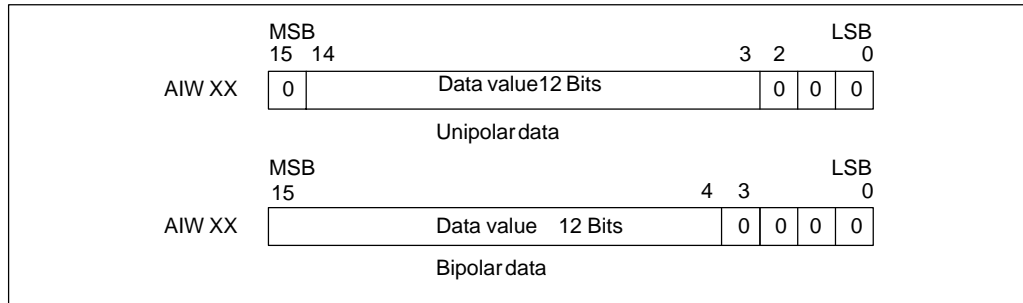 MSB LSB
15 14 3 2 0
AIW XX 0 Data value12 Bits 0 0 0
Unipolar data
MSB LSB
15 4 3 0
AIW XX Data value 12 Bits 0 0 0 0
Bipolar data